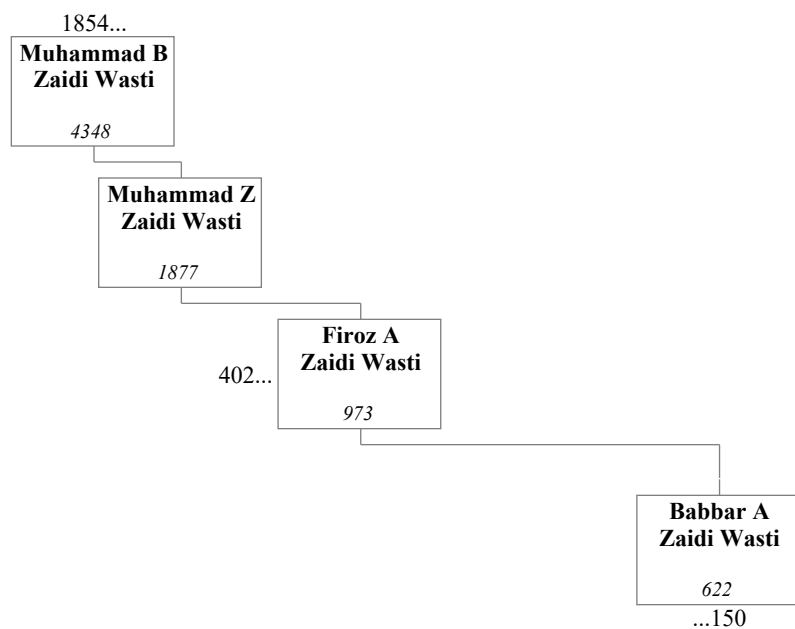 1854...
Muhammad B
Zaidi Wasti
4348
Muhammad Z
Zaidi Wasti
1877
Firoz A
Zaidi Wasti
402...
973
Babbar A
Zaidi Wasti
622
...150